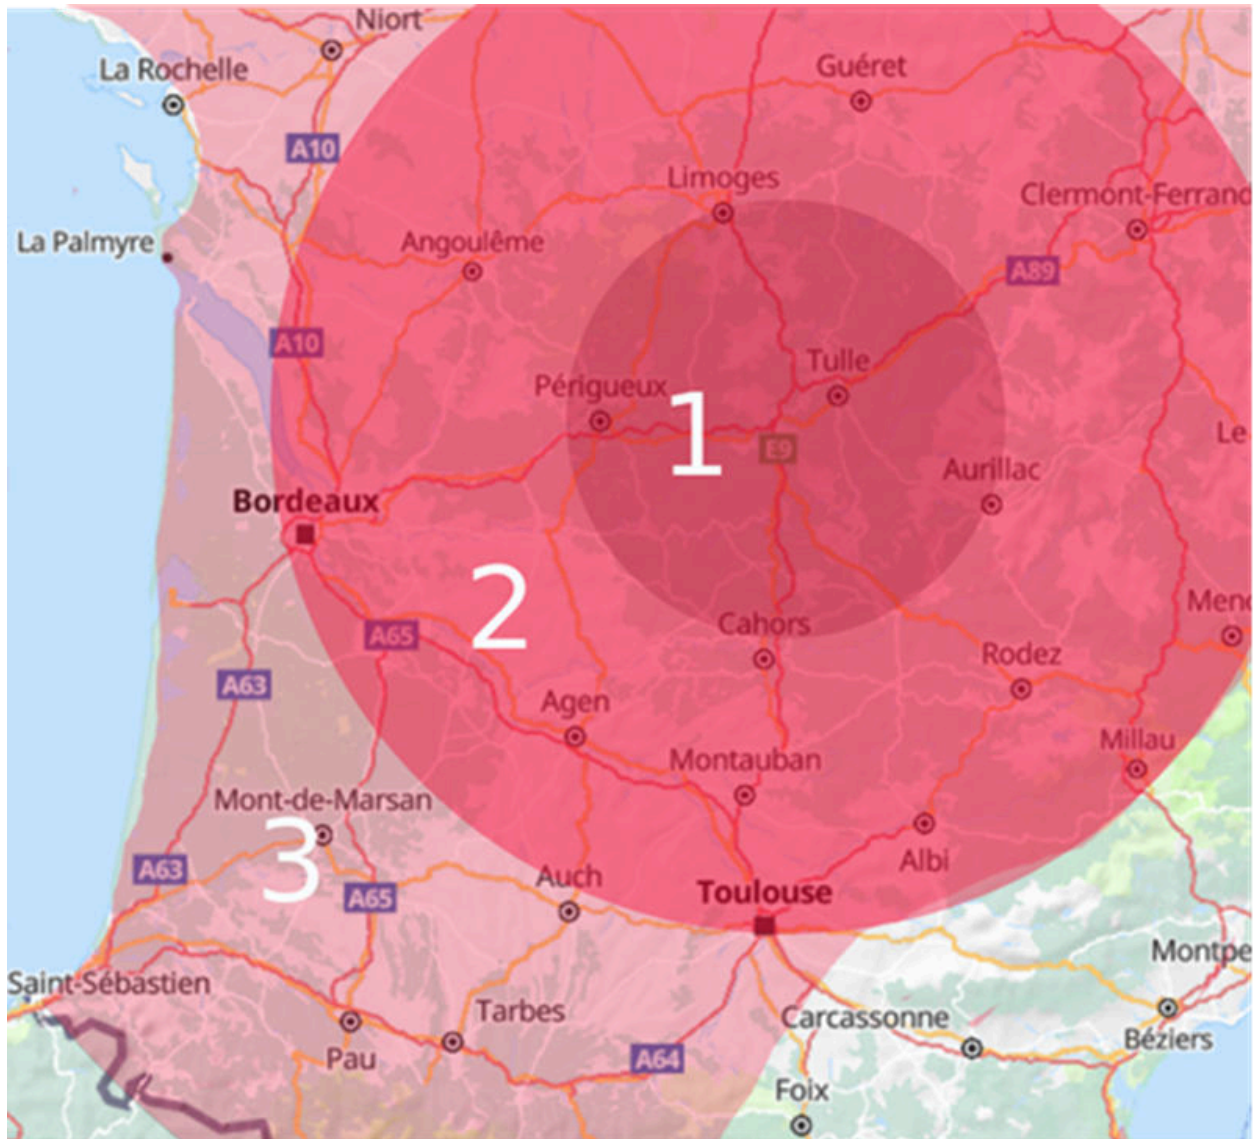 Niort
La Rochelle
Guéret
A10
Limoges
Clermont-Ferrand
La Palmyre
Angoulême
A89
A10
Tulle
Périgueux
1
E9
Le
Aurillac
Bordeaux
2
Mend
Cahors
A65
Rodez
A63
Agen
Millau
Montauban
Mont-de-Marsan
3
A63
Albi
Auch
A65
Toulouse
Montpe
Saint-Sébastien
Tarbes
Carcassonne
Béziers
Pau
A64
Foix